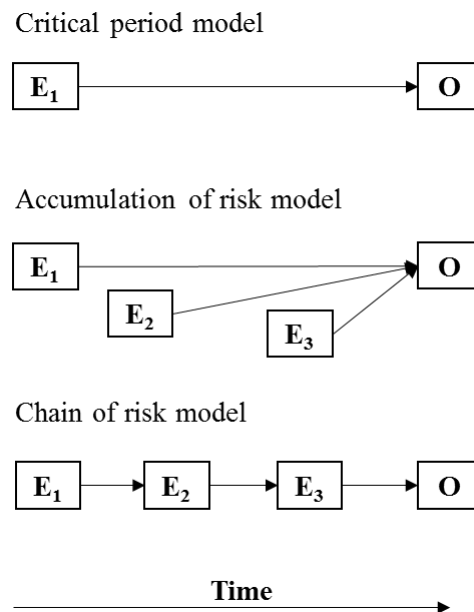 Critical period model
E₁ O
Accumulation of risk model
E₁ O
E₂
E₃
Chain of risk model
E₁ E₂ E₃ O
Time